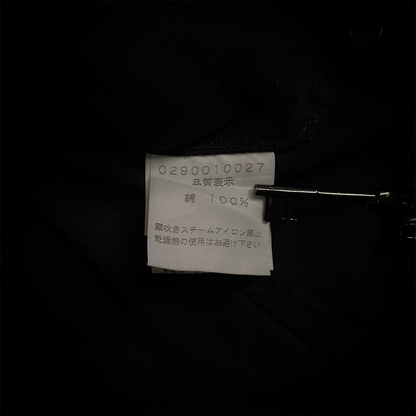 0290010027
品質表示
綿 100%
霧吹きスチームアイロン禁止
乾燥機の使用はお避け下さい